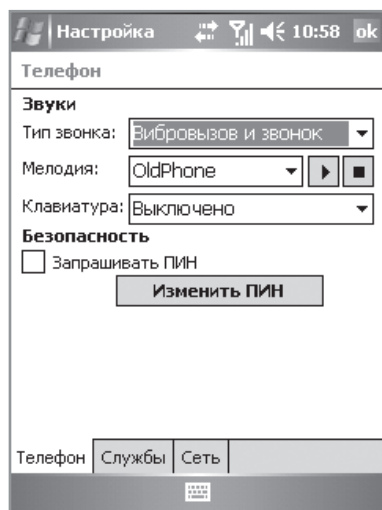 Настройка 10:58 ok
Телефон
Звуки
Тип звонка: Вибровызов и звонок
Мелодия: OldPhone
Клавиатура: Выключено
Безопасность
Запрашивать ПИН
Изменить ПИН
Телефон Службы Сеть